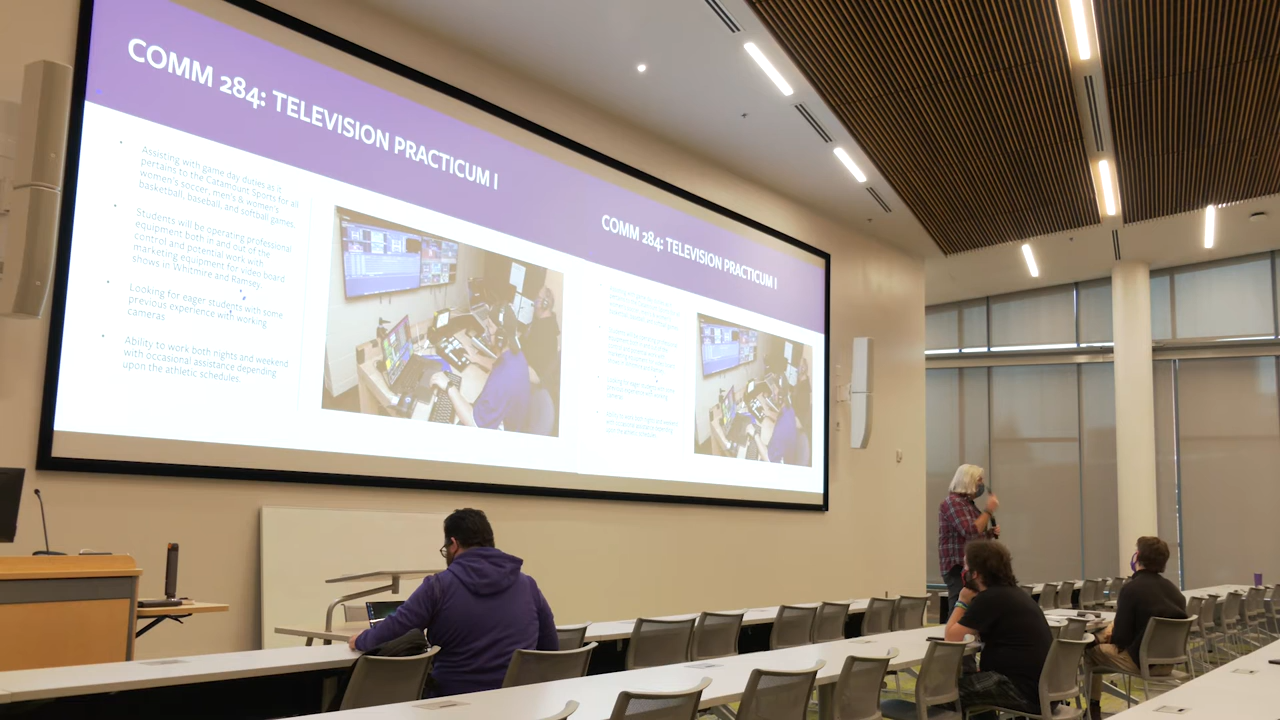 COMM 284: TELEVISION PRACTICUM I
Assisting with game day duties as it
pertains to the Catamount Sports for all
women's soccer, men's & women's
basketball, baseball, and softball games.
Students will be operating professional
equipment both in and out of the
control and potential work with
marketing equipment for video board
shows in Whitmire and Ramsey.
Looking for eager students with some
previous experience with working
cameras
Ability to work both nights and weekend
with occasional assistance depending
upon the athletic schedules.
COMM 284: TELEVISION PRACTICUM I